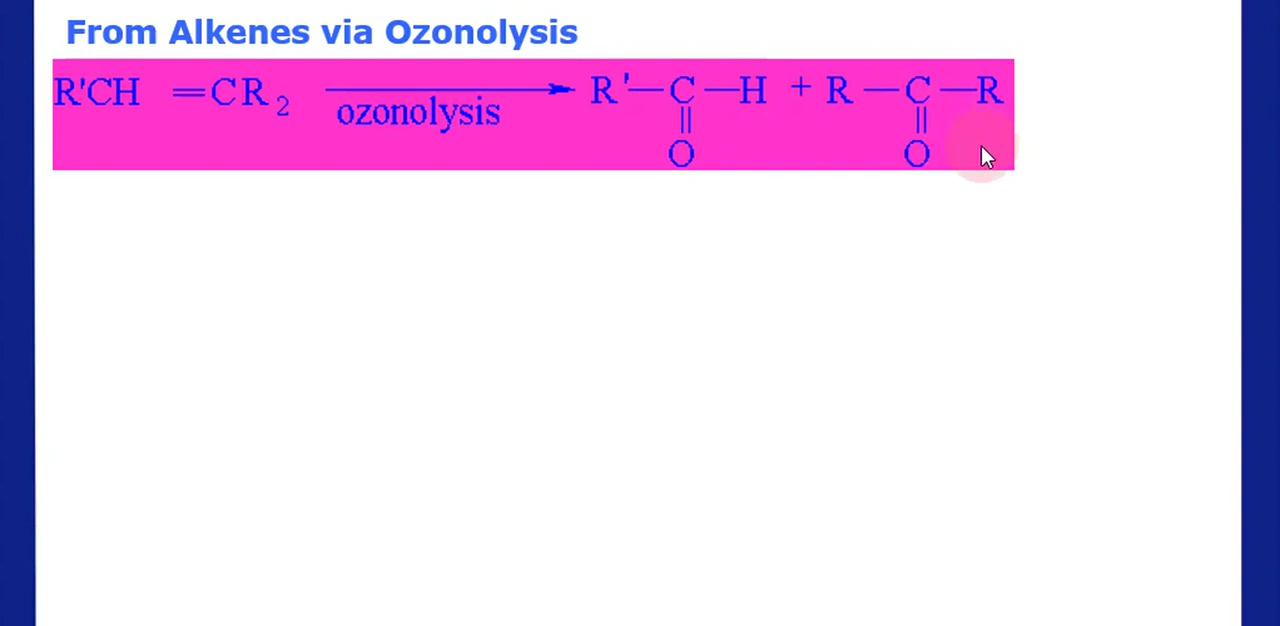 From Alkenes via Ozonolysis
R'CH =CR₂ ⟶ R'—C—H + R—C—R
ozonolysis
|| ||
O O